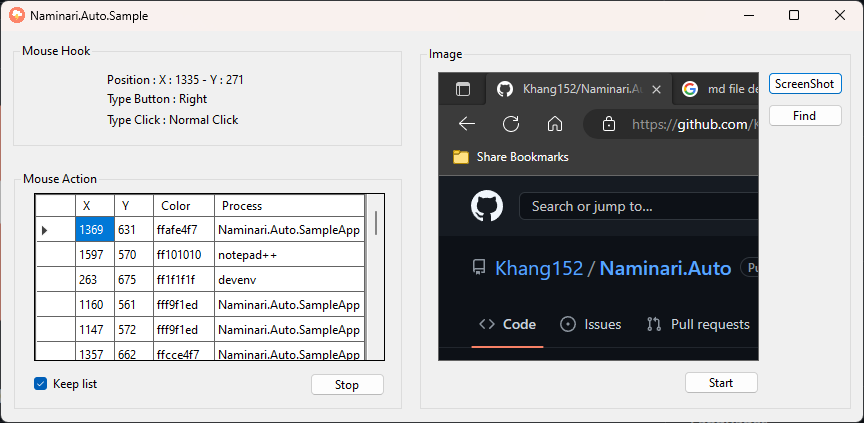 Naminari.Auto.Sample
Mouse Hook
Position : X : 1335 - Y : 271
Type Button : Right
Type Click : Normal Click
Mouse Action
X Y Color Process
1369 631 ffafe4f7 Naminari.Auto.SampleApp
1597 570 ff101010 notepad++
263 675 ff1f1f1f devenv
1160 561 fff9f1ed Naminari.Auto.SampleApp
1147 572 fff9f1ed Naminari.Auto.SampleApp
1357 662 ffcce4f7 Naminari.Auto.SampleApp
Keep list
Stop
Image
Khang152/Naminari.Au
md file de
https://github.com/K
Share Bookmarks
Search or jump to...
Khang152 / Naminari.Auto Pu
Code Issues Pull requests
ScreenShot
Find
Start